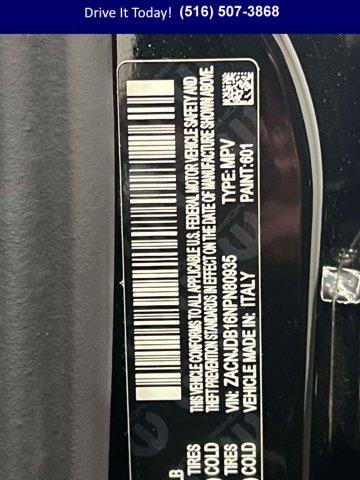 Drive It Today! (516) 507-3868
THIS VEHICLE CONFORMS TO ALL APPLICABLE U.S. FEDERAL MOTOR VEHICLE SAFETY AND
THEFT PREVENTION STANDARDS IN EFFECT ON THE DATE OF MANUFACTURE SHOWN ABOVE.
VIN: ZACNJDB16NPN80935 TYPE: MPV
VEHICLE MADE IN: ITALY PAINT: 601
LB
TIRES
COLD
TIRES
COLD